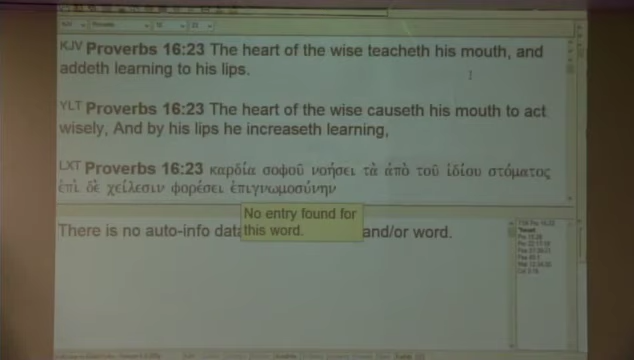 KJV Proverbs 16:23 The heart of the wise teacheth his mouth, and
addeth learning to his lips.
YLT Proverbs 16:23 The heart of the wise causeth his mouth to act
wisely, And by his lips he increaseth learning,
LXT Proverbs 16:23 καρδία σοφοῦ νοήσει τὰ ἀπὸ τοῦ ἰδίου στόματος
ἐπὶ δὲ χείλεσιν φορέσει ἐπιγνωμοσύνην
No entry found for
this word.
There is no auto-info data and/or word.